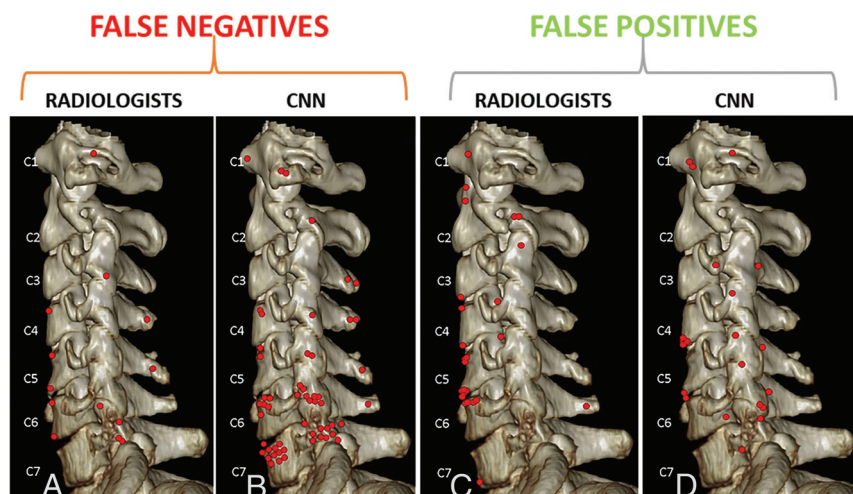 FALSE NEGATIVES
FALSE POSITIVES
RADIOLOGISTS
CNN
RADIOLOGISTS
CNN
C1
C2
C3
C4
C5
C6
C7
A
C1
C2
C3
C4
C5
C6
C7
B
C1
C2
C3
C4
C5
C6
C7
C
C1
C2
C3
C4
C5
C6
C7
D